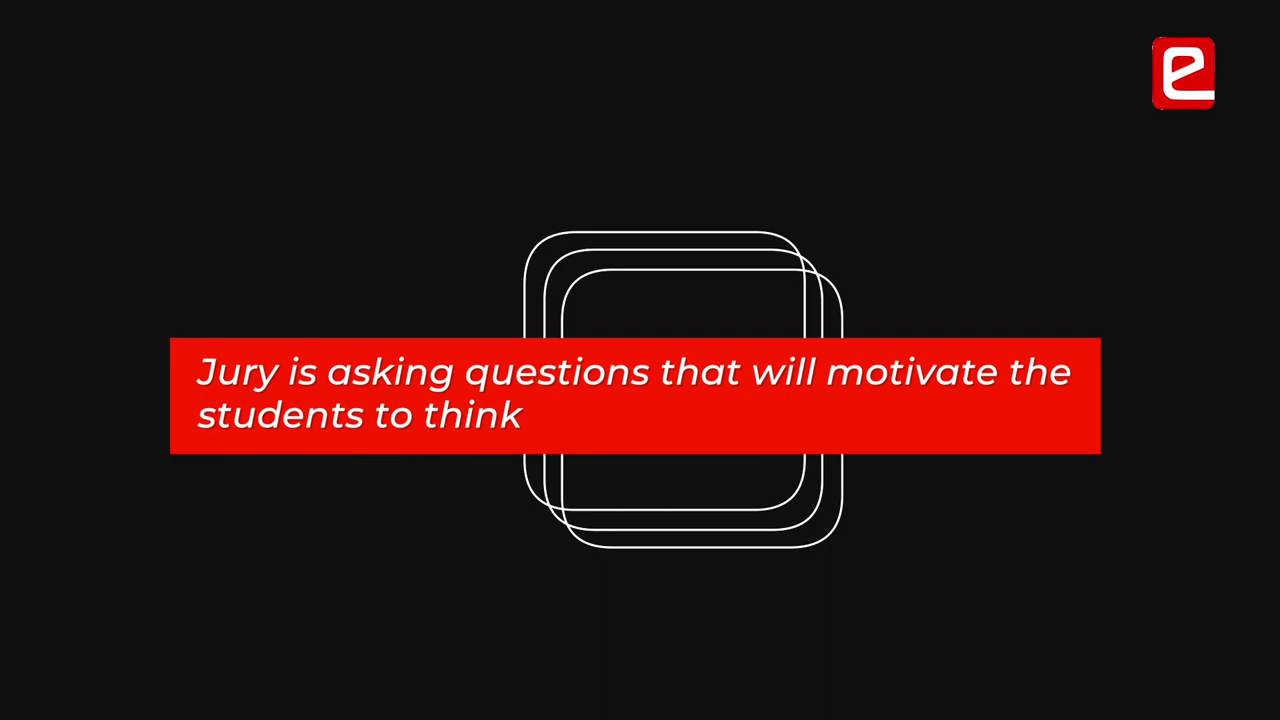 e
Jury is asking questions that will motivate the
students to think